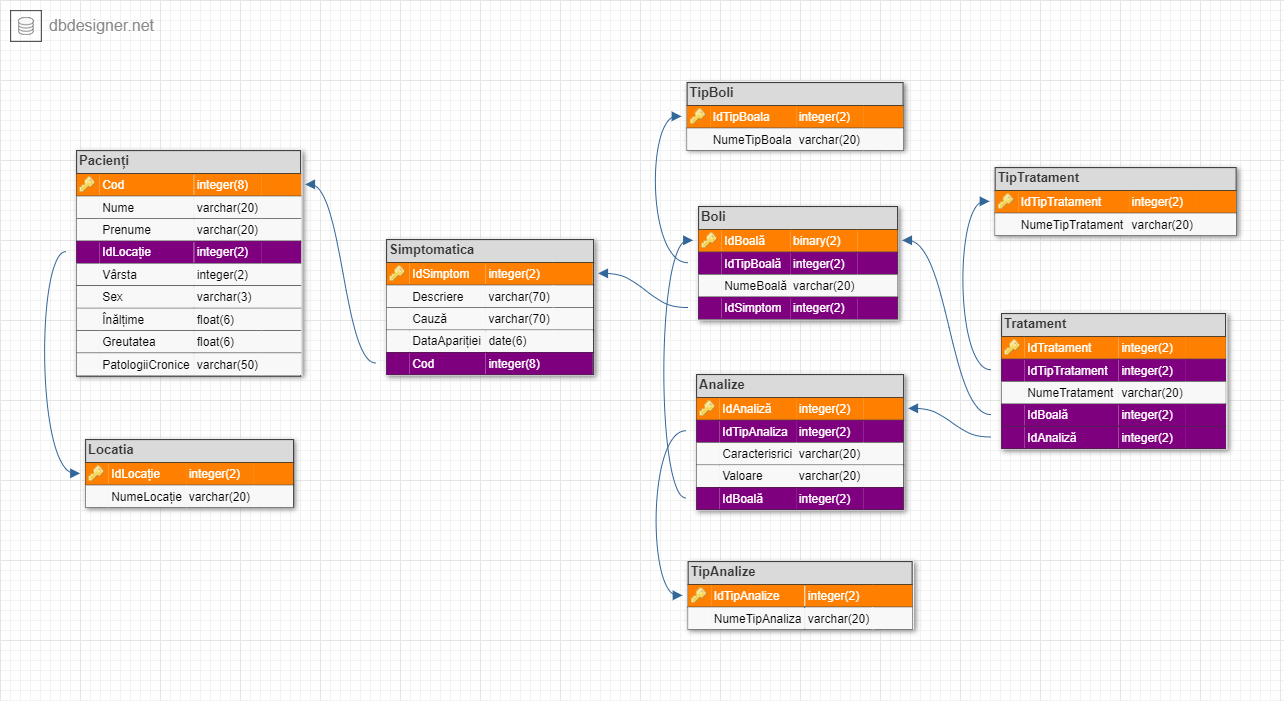 dbdesigner.net
Pacienți
Cod integer(8)
Nume varchar(20)
Prenume varchar(20)
IdLocație integer(2)
Vârsta integer(2)
Sex varchar(3)
Înălțime float(6)
Greutatea float(6)
PatologiiCronice varchar(50)
Locatia
IdLocație integer(2)
NumeLocație varchar(20)
Simptomatica
IdSimptom integer(2)
Descriere varchar(70)
Cauză varchar(70)
DataApariției date(6)
Cod integer(8)
TipBoli
IdTipBoala integer(2)
NumeTipBoala varchar(20)
Boli
IdBoală binary(2)
IdTipBoală integer(2)
NumeBoală varchar(20)
IdSimptom integer(2)
Analize
IdAnaliză integer(2)
IdTipAnaliza integer(2)
Caracterisrici varchar(20)
Valoare varchar(20)
IdBoală integer(2)
TipAnalize
IdTipAnalize integer(2)
NumeTipAnaliza varchar(20)
TipTratament
IdTipTratament integer(2)
NumeTipTratament varchar(20)
Tratament
IdTratament integer(2)
IdTipTratament integer(2)
NumeTratament varchar(20)
IdBoală integer(2)
IdAnaliză integer(2)